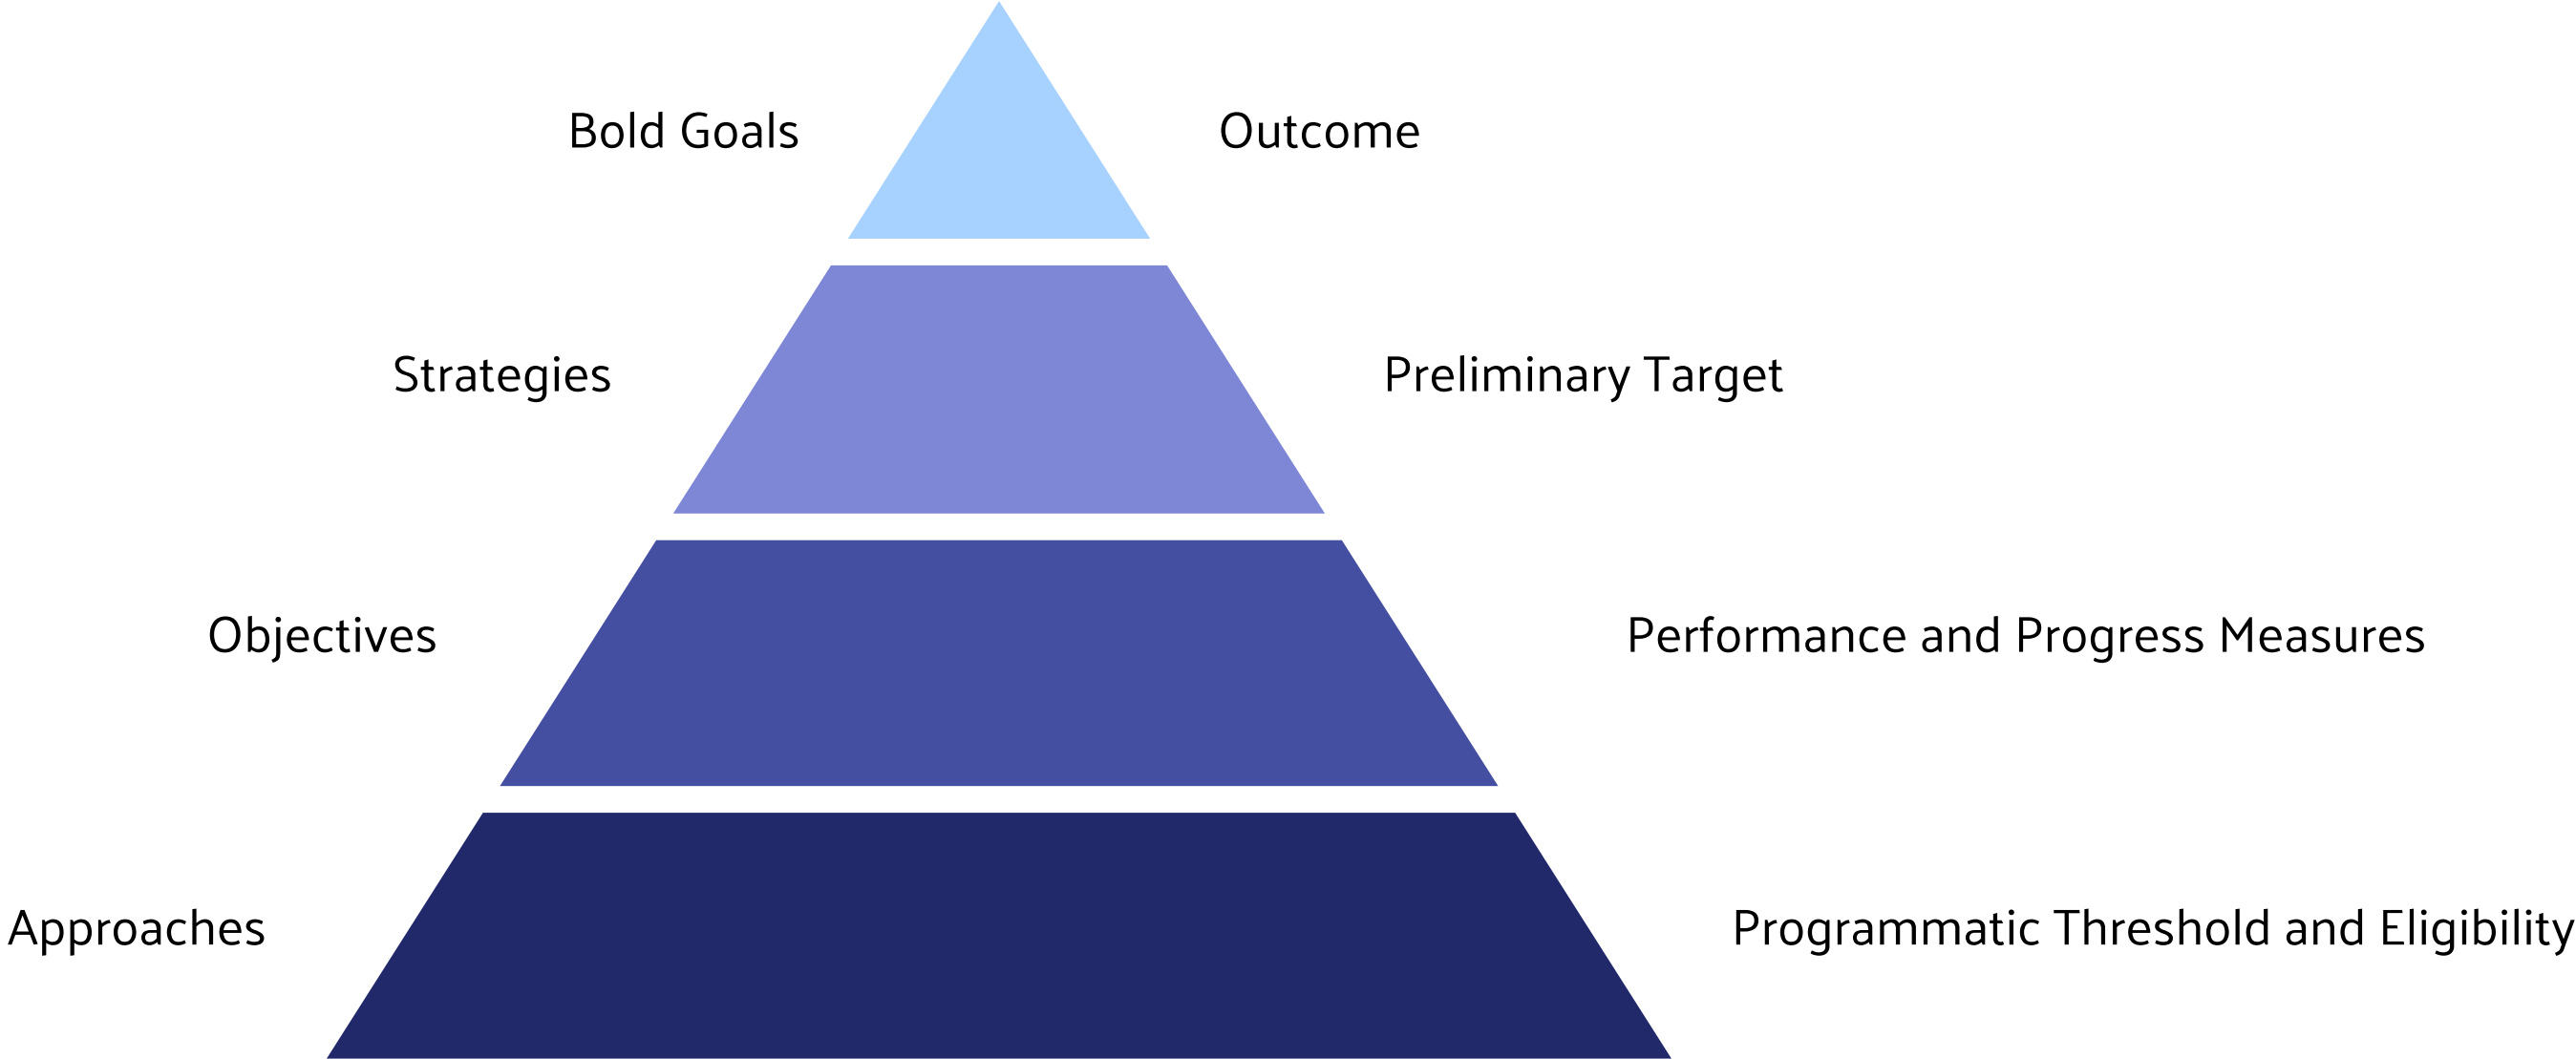 Bold Goals
Outcome
Strategies
Preliminary Target
Objectives
Performance and Progress Measures
Approaches
Programmatic Threshold and Eligibility